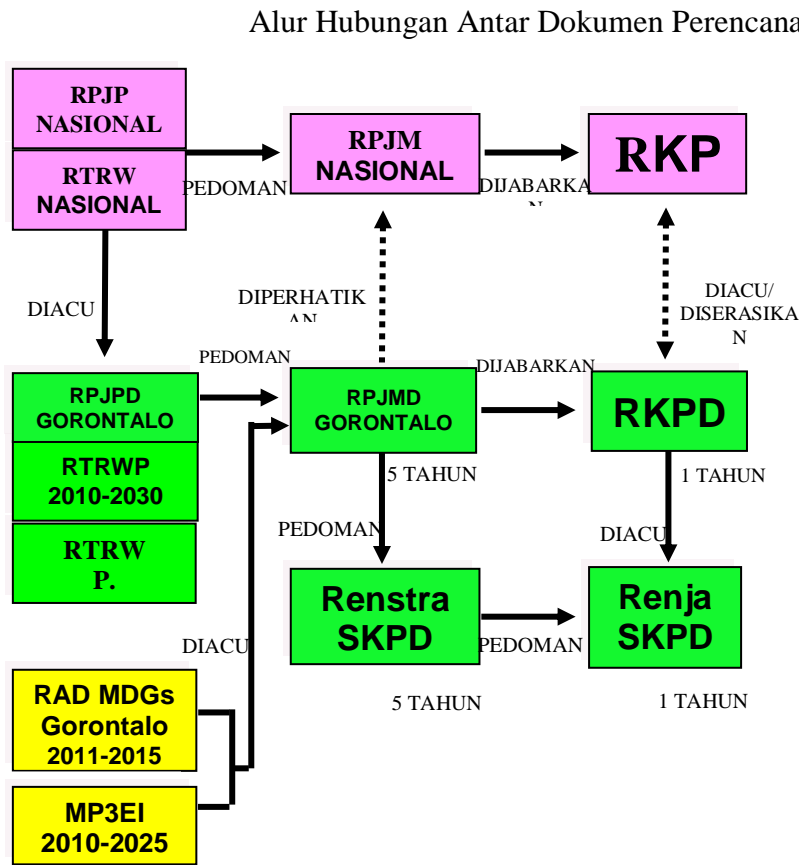 Alur Hubungan Antar Dokumen Perencana
RPJP
NASIONAL
RTRW
NASIONAL
PEDOMAN
RPJM
NASIONAL
DIJABARKA
N
RKP
DIACU
DIPERHATIK
AN
DIACU/
DISERASIKA
N
RPJPD
GORONTALO
PEDOMAN
RPJMD
GORONTALO
DIJABARKAN
RKPD
RTRWP
2010-2030
RTRW
P.
5 TAHUN
1 TAHUN
PEDOMAN
DIACU
Renstra
SKPD
PEDOMAN
Renja
SKPD
5 TAHUN
1 TAHUN
DIACU
RAD MDGs
Gorontalo
2011-2015
MP3EI
2010-2025